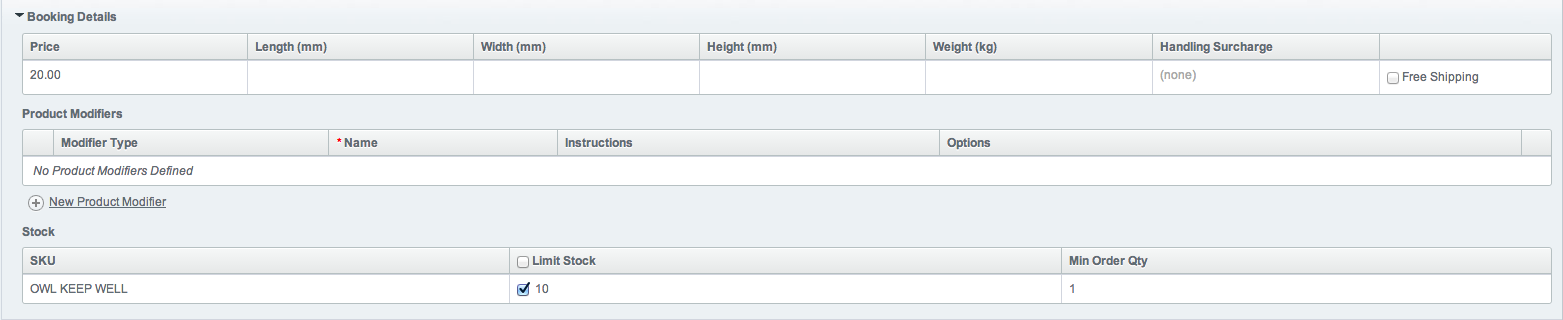 Booking Details
Price Length (mm) Width (mm) Height (mm) Weight (kg) Handling Surcharge
20.00 (none) Free Shipping
Product Modifiers
Modifier Type * Name Instructions Options
No Product Modifiers Defined
New Product Modifier
Stock
SKU Limit Stock Min Order Qty
OWL KEEP WELL 10 1